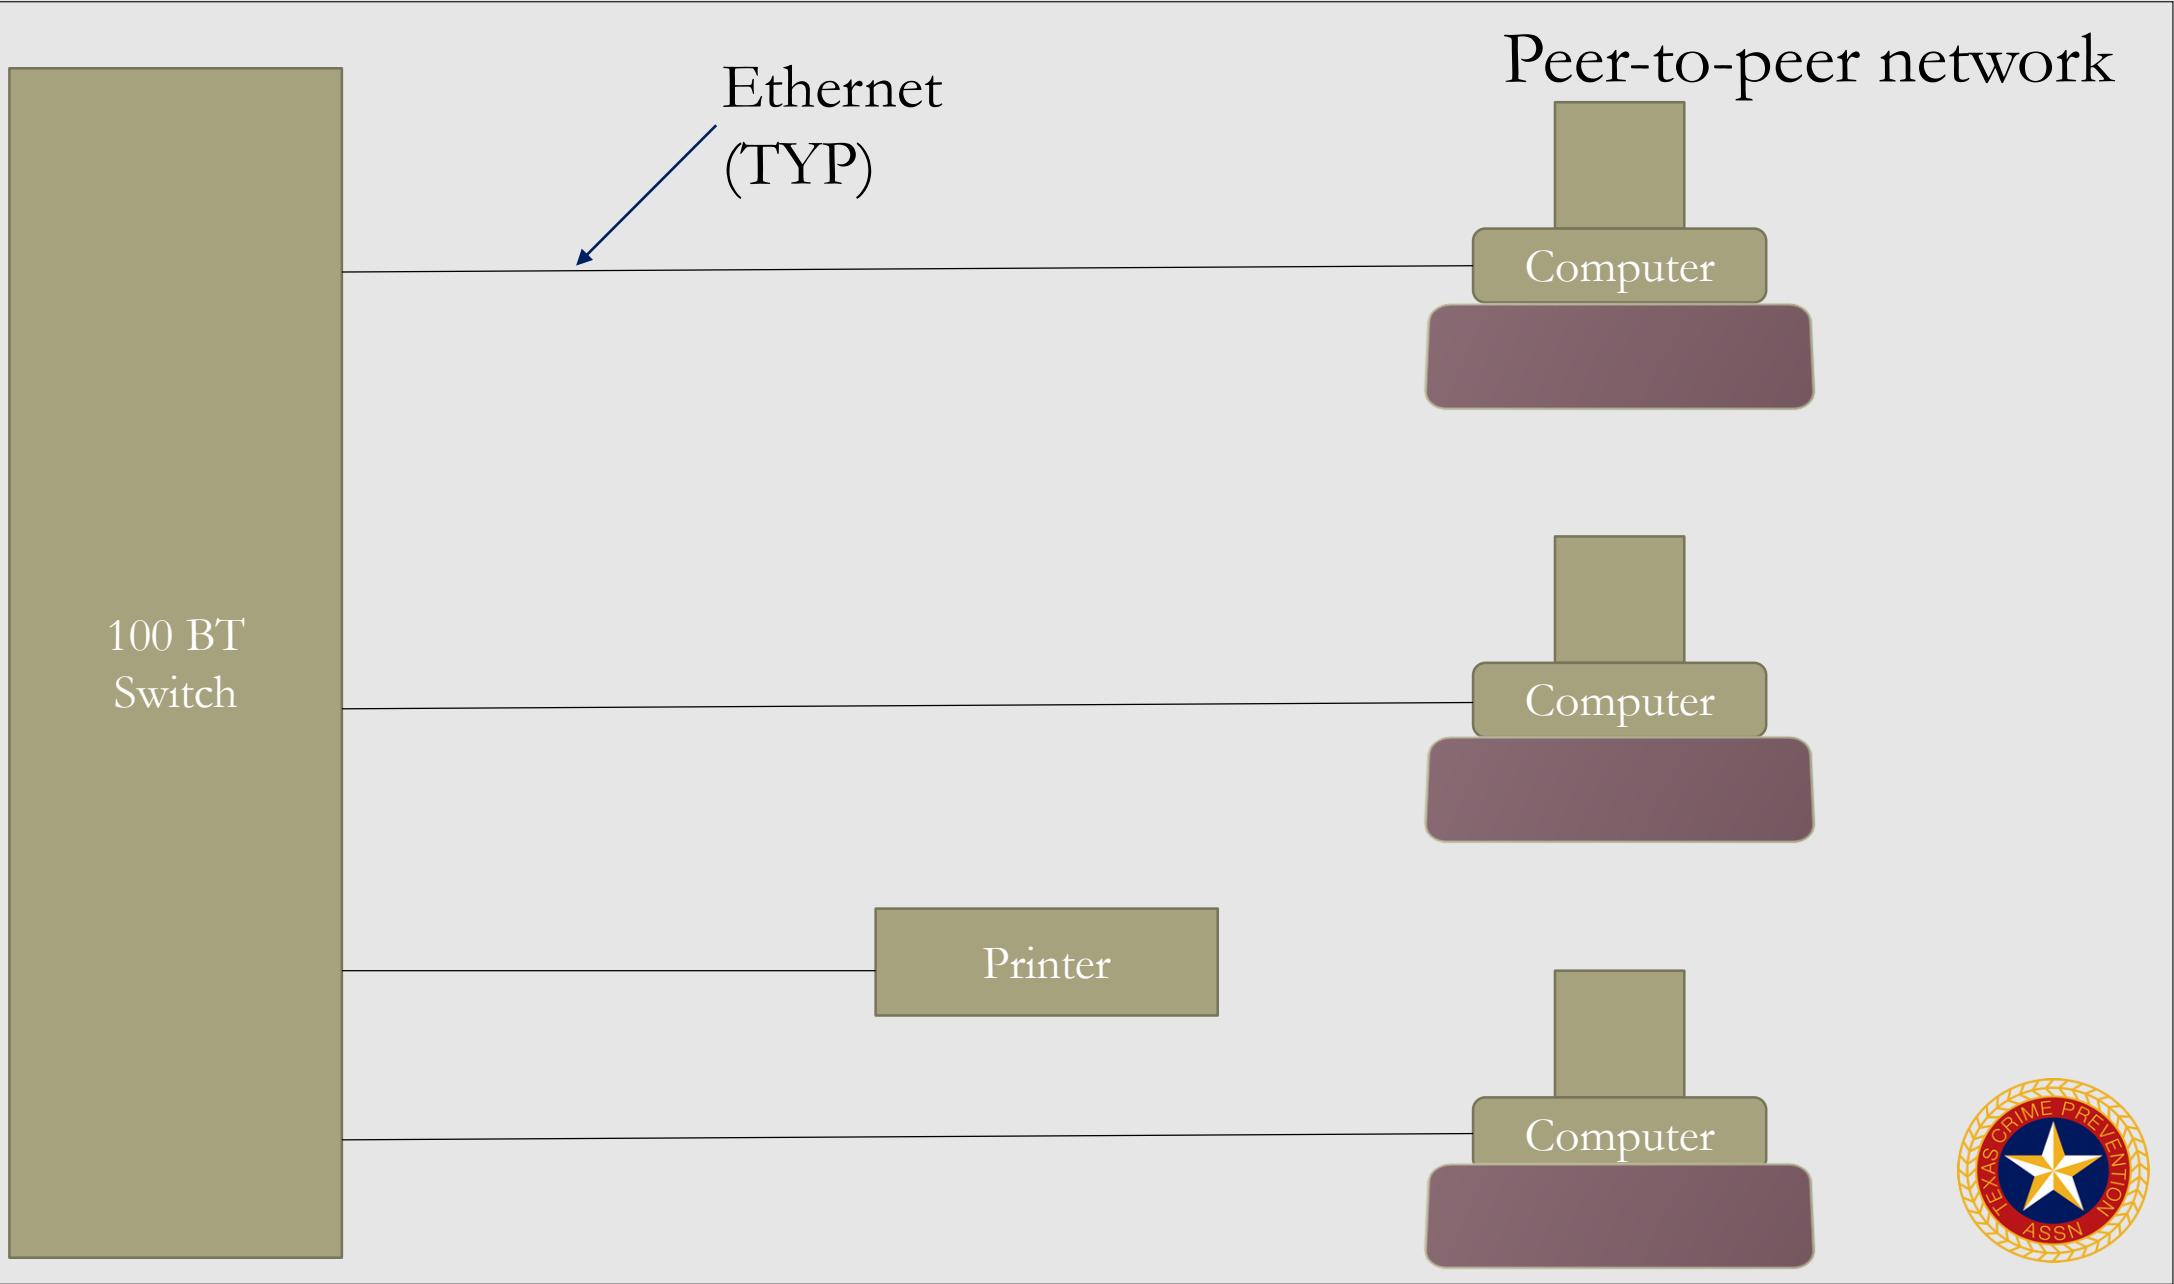 Peer-to-peer network
Ethernet
(TYP)
Computer
100 BT
Switch
Computer
Printer
Computer
TEXAS CRIME PREVENTION
ASSN